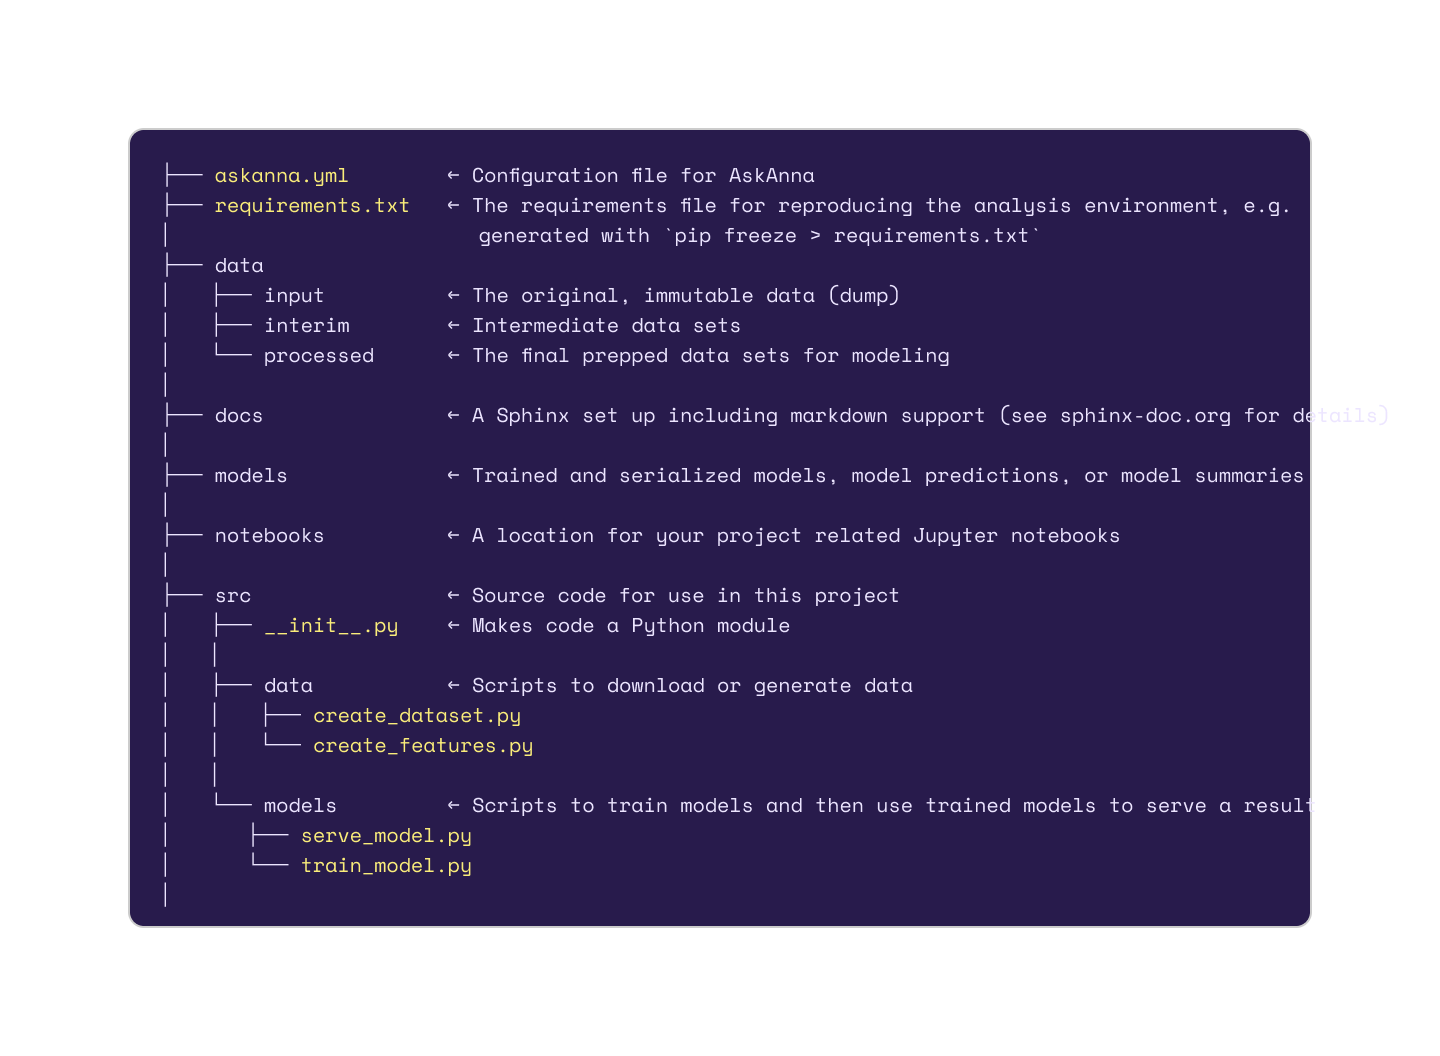 ├── askanna.yml        ← Configuration file for AskAnna
├── requirements.txt   ← The requirements file for reproducing the analysis environment, e.g.
│                         generated with `pip freeze > requirements.txt`
├── data
│   ├── input          ← The original, immutable data (dump)
│   ├── interim        ← Intermediate data sets
│   └── processed      ← The final prepped data sets for modeling
│
├── docs               ← A Sphinx set up including markdown support (see sphinx-doc.org for details)
│
├── models             ← Trained and serialized models, model predictions, or model summaries
│
├── notebooks          ← A location for your project related Jupyter notebooks
│
├── src                ← Source code for use in this project
│   ├── __init__.py    ← Makes code a Python module
│   │
│   ├── data           ← Scripts to download or generate data
│   │   ├── create_dataset.py
│   │   └── create_features.py
│   │
│   └── models         ← Scripts to train models and then use trained models to serve a result
│      ├── serve_model.py
│      └── train_model.py
│